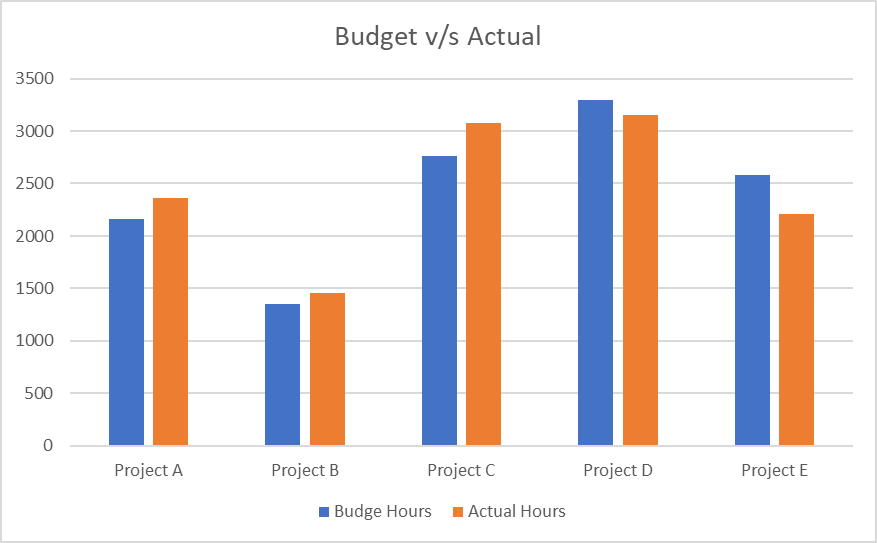 Budget v/s Actual
3500
3000
2500
2000
1500
1000
500
0
Project A Project B Project C Project D Project E
Budge Hours Actual Hours